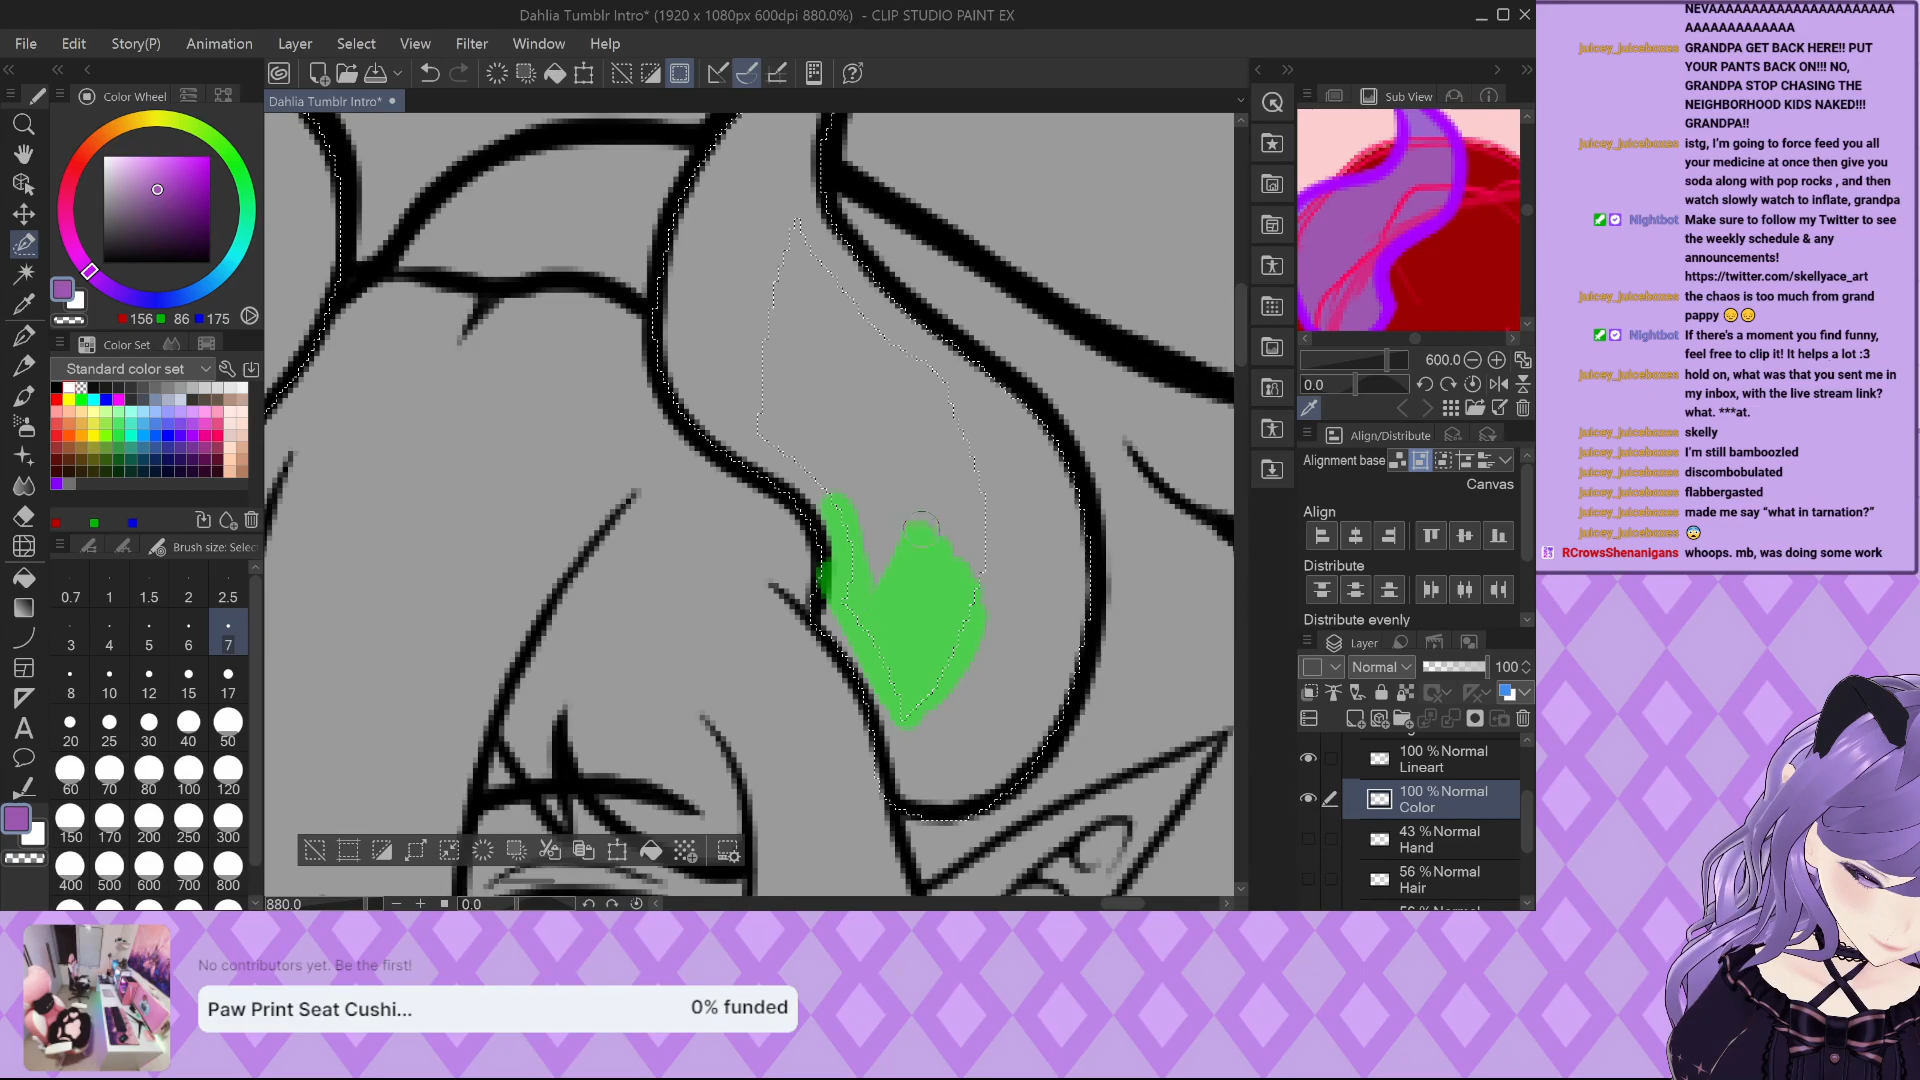 Dahlia Tumblr Intro* (1920 x 1080px 600dpi 880.0%) - CLIP STUDIO PAINT EX
File Edit Story(P) Animation Layer Select View Filter Window Help
Color Wheel
Dahlia Tumblr Intro*
156 86 175
Color Set
Standard color set
Brush size: Selec
0.7 1 1.5 2 2.5
3 4 5 6 7
8 10 12 15 17
20 25 30 40 50
60 70 80 100 120
150 170 200 250 300
400 500 600 700 800
880.0 0.0
Sub View
600.0
0.0
Align/Distribute
Alignment base
Canvas
Align
Distribute
Distribute evenly
Layer
Normal 100
100 % Normal
Lineart
100 % Normal
Color
43 % Normal
Hand
56 % Normal
Hair
NEVAAAAAAAAAAAAAAAAAAAAAA
AAAAAAAAAAAAA
juicey_juiceboxes GRANDPA GET BACK HERE!! PUT
YOUR PANTS BACK ON!!! NO,
GRANDPA STOP CHASING THE
NEIGHBORHOOD KIDS NAKED!!!
GRANDPA!!
juicey_juiceboxes istg, I'm going to force feed you all
your medicine at once then give you
soda along with pop rocks , and then
watch slowly watch to inflate, grandpa
Nightbot Make sure to follow my Twitter to see
the weekly schedule & any
announcements!
https://twitter.com/skellyace_art
juicey_juiceboxes the chaos is too much from grand
pappy 😔😔
Nightbot If there's a moment you find funny,
feel free to clip it! It helps a lot :3
juicey_juiceboxes hold on, what was that you sent me in
my inbox, with the live stream link?
what. ***at.
juicey_juiceboxes skelly
juicey_juiceboxes I'm still bamboozled
juicey_juiceboxes discombobulated
juicey_juiceboxes flabbergasted
juicey_juiceboxes made me say “what in tarnation?”
juicey_juiceboxes 😨
RCrowsShenanigans whoops. mb, was doing some work
No contributors yet. Be the first!
Paw Print Seat Cushi... 0% funded